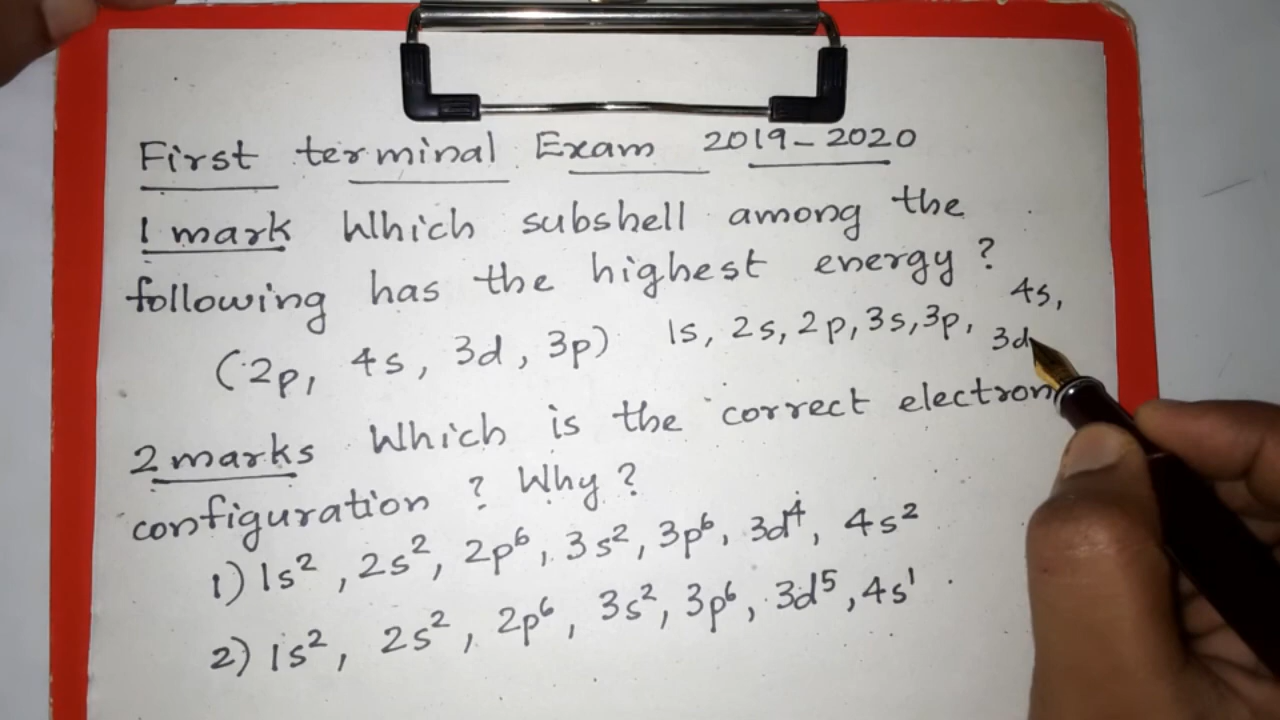 First terminal Exam 2019-2020
1 mark Which subshell among the
following has the highest energy ?
(2p, 4s, 3d, 3p) 1s, 2s, 2p, 3s, 3p, 4s,
3d
2 marks Which is the correct electron
configuration ? Why ?
1) 1s², 2s², 2p⁶, 3s², 3p⁶, 3d⁴, 4s²
2) 1s², 2s², 2p⁶, 3s², 3p⁶, 3d⁵, 4s¹